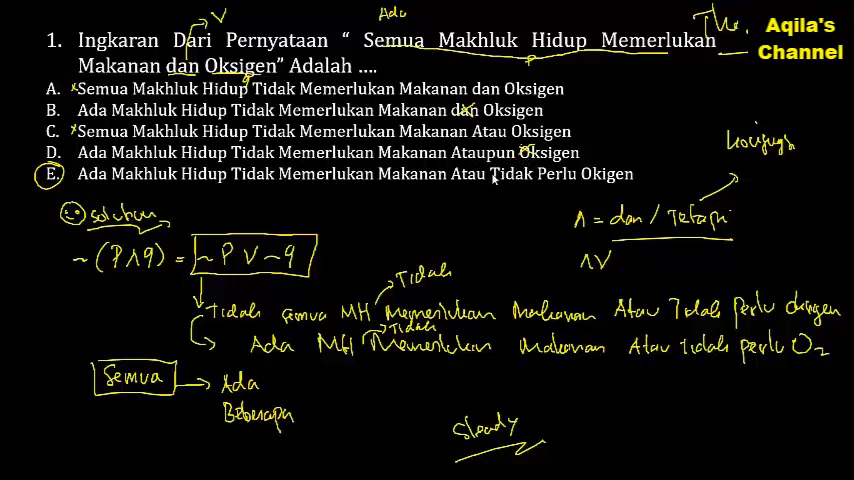 V
Ada
Aqila's
Channel
1. Ingkaran Dari Pernyataan “ Semua Makhluk Hidup Memerlukan
Makanan dan Oksigen” Adalah ....
A. Semua Makhluk Hidup Tidak Memerlukan Makanan dan Oksigen
B. Ada Makhluk Hidup Tidak Memerlukan Makanan dan Oksigen
C. Semua Makhluk Hidup Tidak Memerlukan Makanan Atau Oksigen
D. Ada Makhluk Hidup Tidak Memerlukan Makanan Ataupun Oksigen
E. Ada Makhluk Hidup Tidak Memerlukan Makanan Atau Tidak Perlu Okigen
solution
Λ = dan / Tetapi
~ (P Λ q) = ~ P V ~ q
Λ V
Tidak
Tidak semua MH Memerlukan Makanan Atau Tidak perlu
Tidak
Ada MH Memerlukan Makanan Atau tidak perlu O₂
Semua
Ada
Beberapa